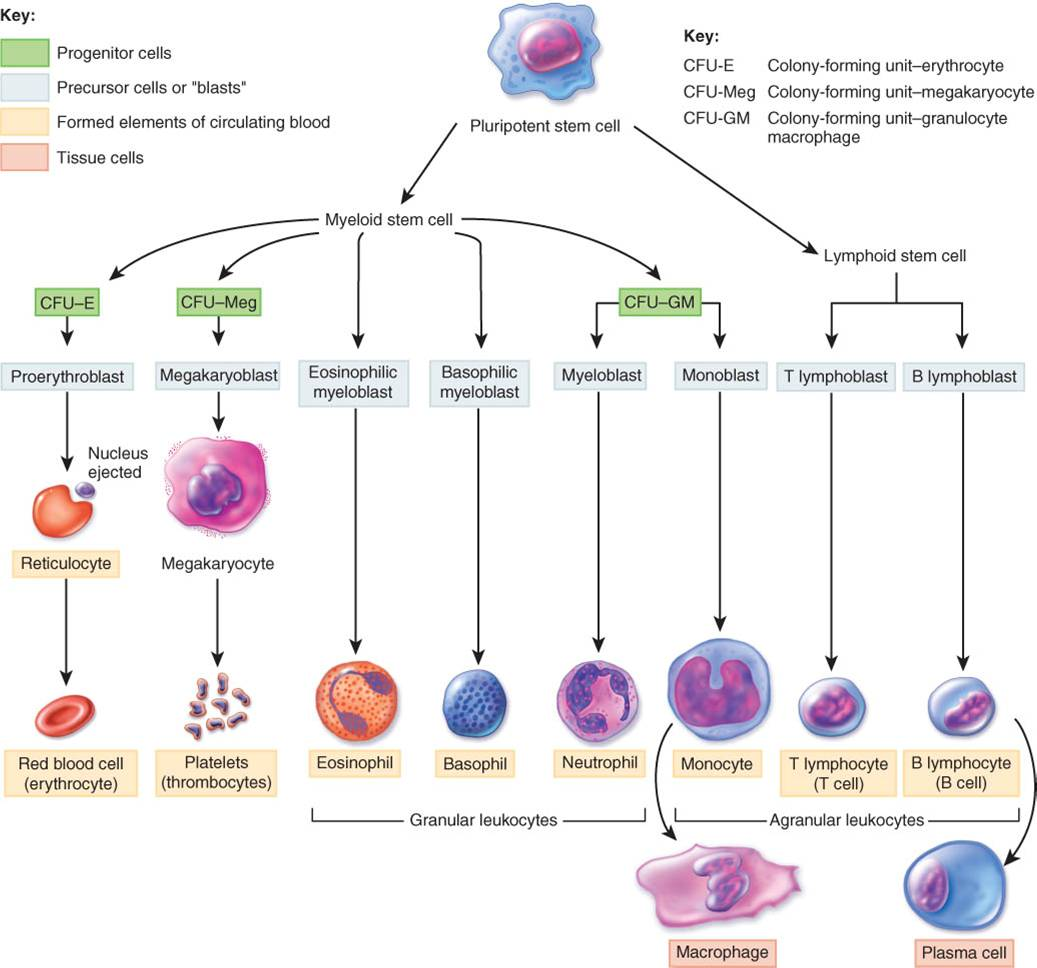 Key:
Progenitor cells
Precursor cells or "blasts"
Formed elements of circulating blood
Tissue cells
Pluripotent stem cell
Key:
CFU-E Colony-forming unit–erythrocyte
CFU-Meg Colony-forming unit–megakaryocyte
CFU-GM Colony-forming unit–granulocyte
macrophage
Myeloid stem cell
Lymphoid stem cell
CFU–E
CFU–Meg
CFU–GM
Proerythroblast
Megakaryoblast
Eosinophilic
myeloblast
Basophilic
myeloblast
Myeloblast
Monoblast
T lymphoblast
B lymphoblast
Nucleus
ejected
Reticulocyte
Megakaryocyte
Red blood cell
(erythrocyte)
Platelets
(thrombocytes)
Eosinophil
Basophil
Neutrophil
Monocyte
T lymphocyte
(T cell)
B lymphocyte
(B cell)
Granular leukocytes
Agranular leukocytes
Macrophage
Plasma cell